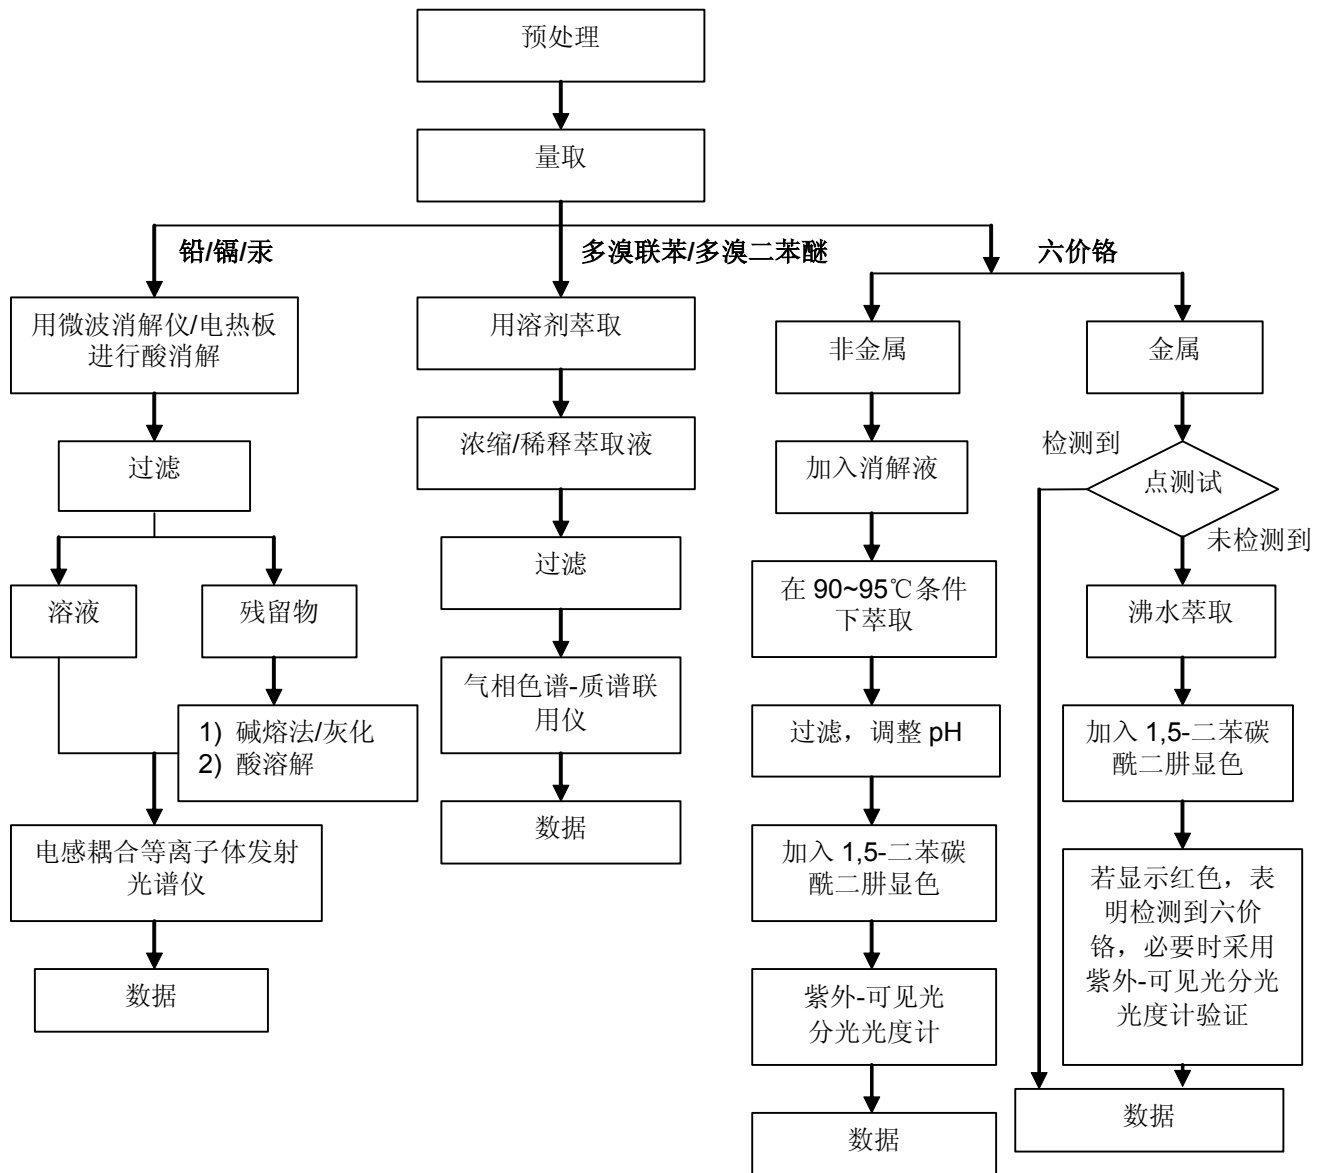 预处理
量取
铅/镉/汞
多溴联苯/多溴二苯醚
六价铬
用微波消解仪/电热板
进行酸消解
过滤
溶液
残留物
1) 碱熔法/灰化
2) 酸溶解
电感耦合等离子体发射
光谱仪
数据
用溶剂萃取
浓缩/稀释萃取液
过滤
气相色谱-质谱联
用仪
数据
非金属
加入消解液
在 90~95℃条件
下萃取
过滤，调整 pH
加入 1,5-二苯碳
酰二肼显色
紫外-可见光
分光光度计
数据
金属
检测到
点测试
未检测到
沸水萃取
加入 1,5-二苯碳
酰二肼显色
若显示红色，表
明检测到六价
铬，必要时采用
紫外-可见光分光
光度计验证
数据